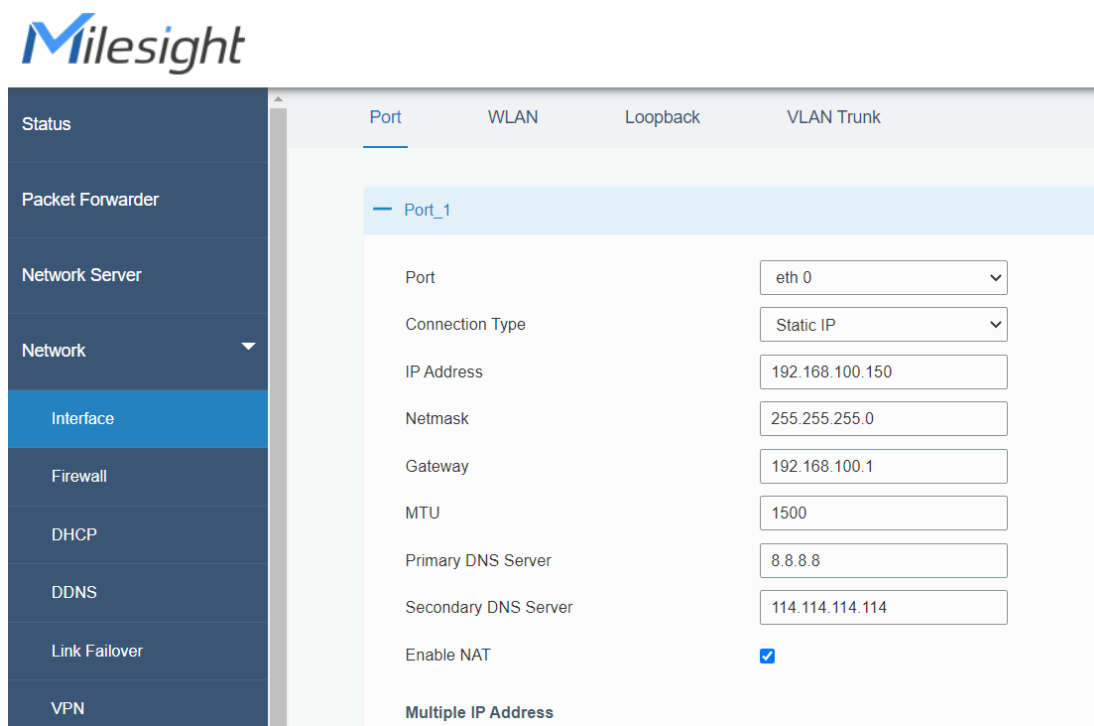 Milesight
Status
Packet Forwarder
Network Server
Network
Interface
Firewall
DHCP
DDNS
Link Failover
VPN
Port WLAN Loopback VLAN Trunk
Port_1
Port eth 0
Connection Type Static IP
IP Address 192.168.100.150
Netmask 255.255.255.0
Gateway 192.168.100.1
MTU 1500
Primary DNS Server 8.8.8.8
Secondary DNS Server 114.114.114.114
Enable NAT
Multiple IP Address